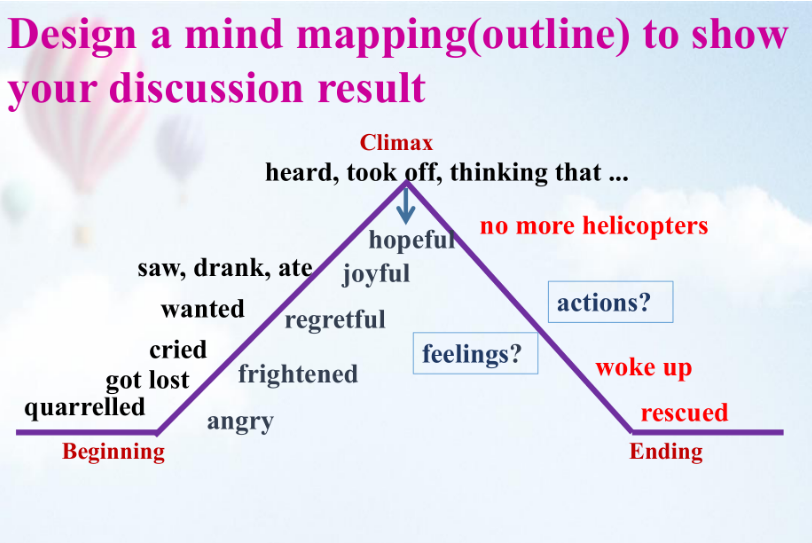 Design a mind mapping(outline) to show
your discussion result
Climax
heard, took off, thinking that ...
no more helicopters
hopeful
saw, drank, ate
joyful
actions?
wanted
regretful
cried
feelings?
woke up
got lost
frightened
quarrelled
rescued
angry
Beginning
Ending